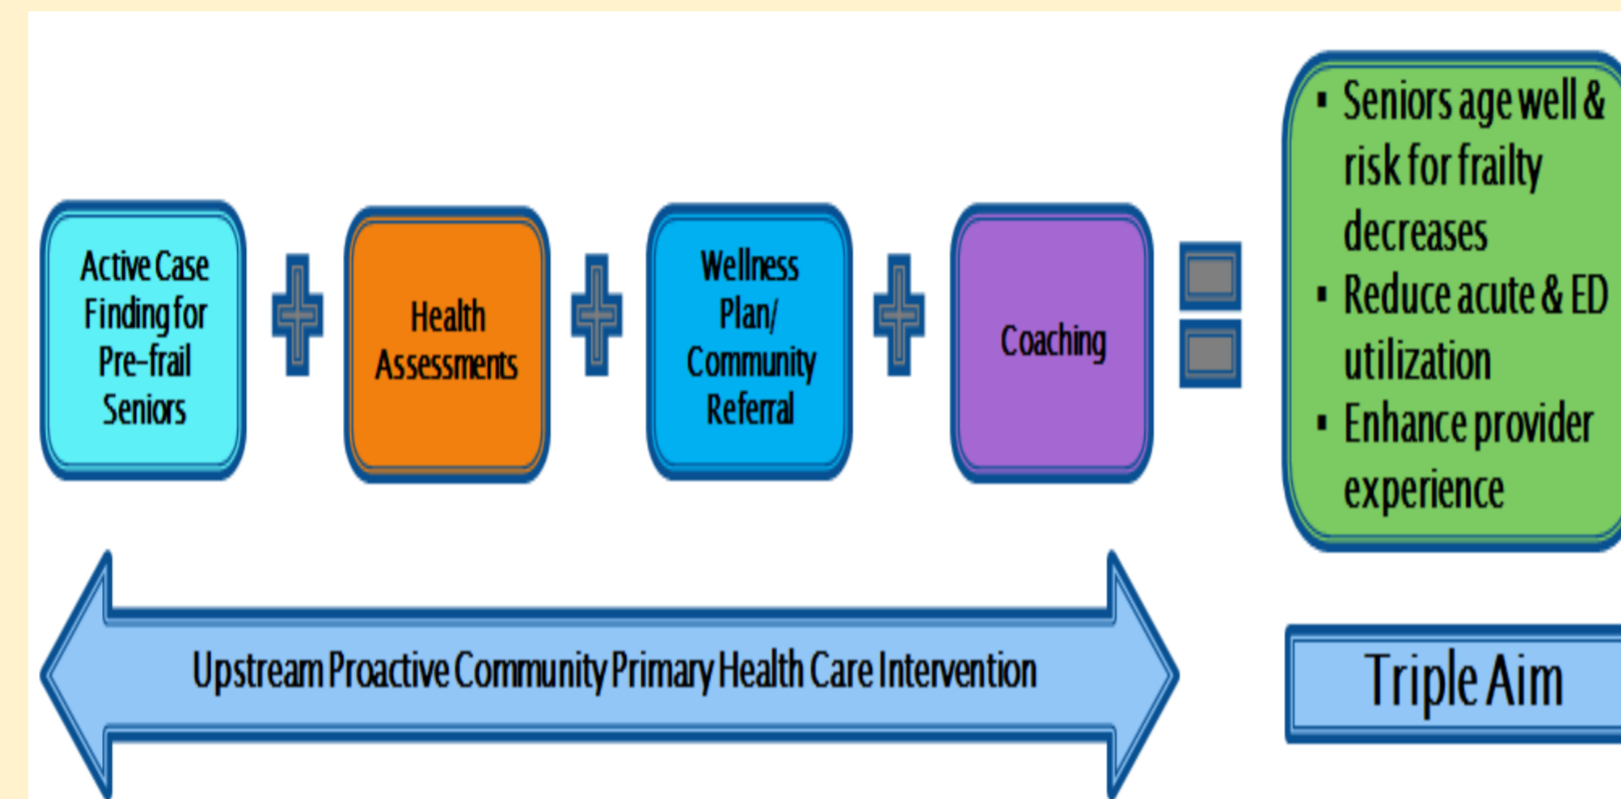 Active Case
Finding for
Pre-frail
Seniors
Health
Assessments
Wellness
Plan/
Community
Referral
Coaching
▪ Seniors age well &
risk for frailty
decreases
▪ Reduce acute & ED
utilization
▪ Enhance provider
experience
Upstream Proactive Community Primary Health Care Intervention
Triple Aim